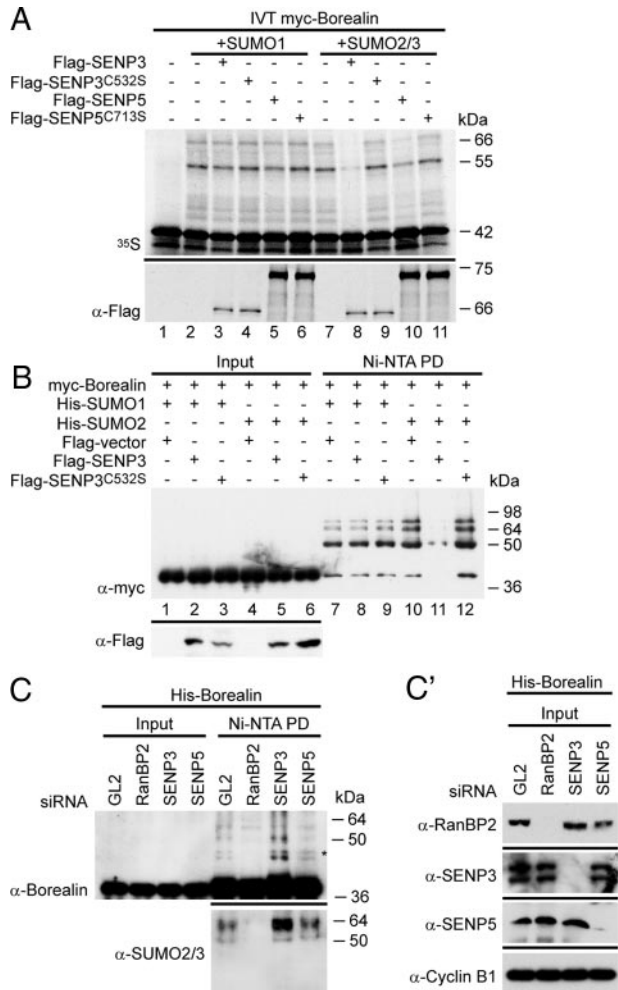 A
IVT myc-Borealin
+SUMO1 +SUMO2/3
Flag-SENP3 - - + - - - - + - - -
Flag-SENP3C532S - - - + - - - - + - -
Flag-SENP5 - - - - + - - - - + -
Flag-SENP5C713S - - - - - + - - - - +
kDa
66
55
42
35S
75
α-Flag
66
1 2 3 4 5 6 7 8 9 10 11
B
Input Ni-NTA PD
myc-Borealin + + + + + + + + + + + +
His-SUMO1 + + + - - - + + + - - -
His-SUMO2 - - - + + + - - - + + +
Flag-vector + - - + - - + - - + - -
Flag-SENP3 - + - - + - - + - - + -
Flag-SENP3C532S - - + - - + - - + - - +
kDa
98
64
50
α-myc
36
1 2 3 4 5 6 7 8 9 10 11 12
α-Flag
C
His-Borealin
Input Ni-NTA PD
siRNA GL2 RanBP2 SENP3 SENP5 GL2 RanBP2 SENP3 SENP5
kDa
64
50
*
α-Borealin
36
64
α-SUMO2/3
50
C'
His-Borealin
Input
siRNA GL2 RanBP2 SENP3 SENP5
α-RanBP2
α-SENP3
α-SENP5
α-Cyclin B1